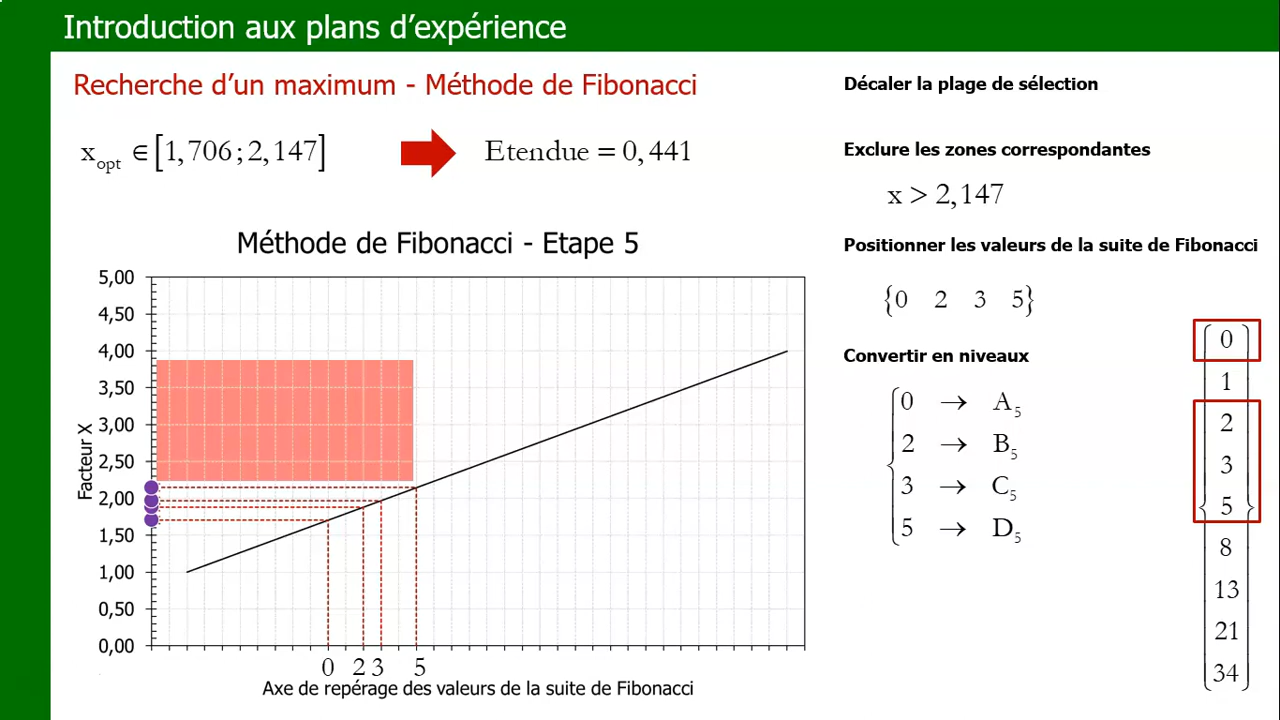 Introduction aux plans d’expérience
Recherche d’un maximum - Méthode de Fibonacci
x_opt ∈ [1,706 ; 2,147]
Etendue = 0,441
Méthode de Fibonacci - Etape 5
Facteur X
5,00
4,50
4,00
3,50
3,00
2,50
2,00
1,50
1,00
0,50
0,00
0 2 3 5
Axe de repérage des valeurs de la suite de Fibonacci
Décaler la plage de sélection
Exclure les zones correspondantes
x > 2,147
Positionner les valeurs de la suite de Fibonacci
{0 2 3 5}
Convertir en niveaux
0 → A₅
2 → B₅
3 → C₅
5 → D₅
0
1
2
3
5
8
13
21
34